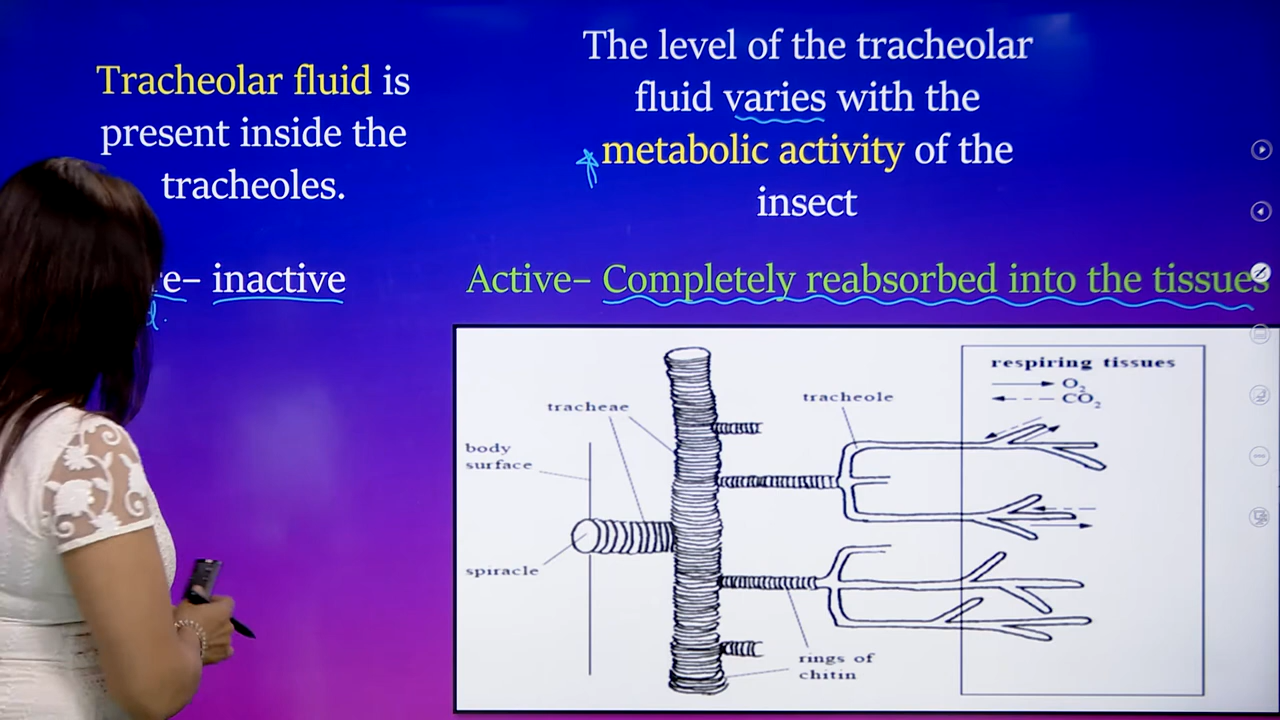 Tracheolar fluid is
present inside the
tracheoles.
The level of the tracheolar
fluid varies with the
metabolic activity of the
insect
inactive
Active– Completely reabsorbed into the tissues
respiring tissues
O₂
CO₂
tracheole
tracheae
body
surface
spiracle
rings of
chitin